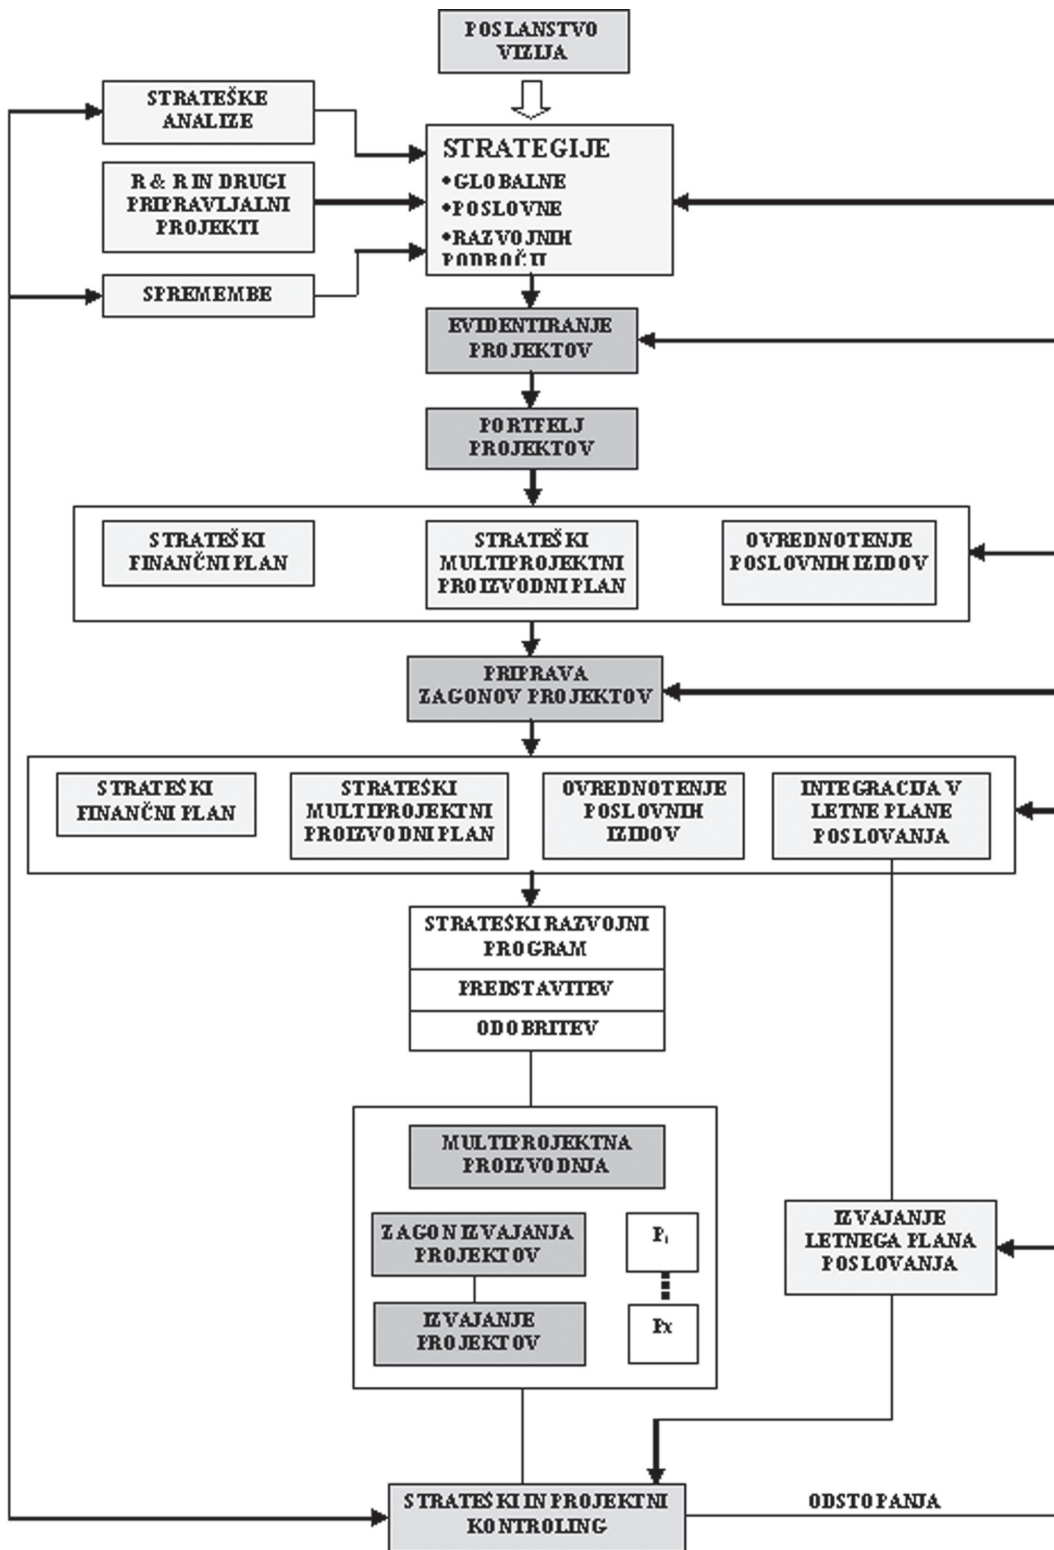 POSLANSTVO
VIZIJA
STRATEŠKE
ANALIZE
R & R IN DRUGI
PRIPRAVLJALNI
PROJEKTI
SPREMEMBE
STRATEGIJE
•GLOBALNE
•POSLOVNE
•RAZVOJNIH
PODROČIJ
EVIDENTIRANJE
PROJEKTOV
PORTFELJ
PROJEKTOV
STRATEŠKI
FINANČNI PLAN
STRATEŠKI
MULTIPROJEKTNI
PROIZVODNI PLAN
OVREDNOTENJE
POSLOVNIH IZIDOV
PRIPRAVA
ZAGONOV PROJEKTOV
STRATEŠKI
FINANČNI PLAN
STRATEŠKI
MULTIPROJEKTNI
PROIZVODNI PLAN
OVREDNOTENJE
POSLOVNIH
IZIDOV
INTEGRACIJA V
LETNE PLANE
POSLOVANJA
STRATEŠKI RAZVOJNI
PROGRAM
PREDSTAVITEV
ODOBRITEV
MULTIPROJEKTNA
PROIZVODNJA
ZAGON IZVAJANJA
PROJEKTOV
P₁
IZVAJANJE
PROJEKTOV
Px
IZVAJANJE
LETNEGA PLANA
POSLOVANJA
STRATEŠKI IN PROJEKTNI
KONTROLING
ODSTOPANJA